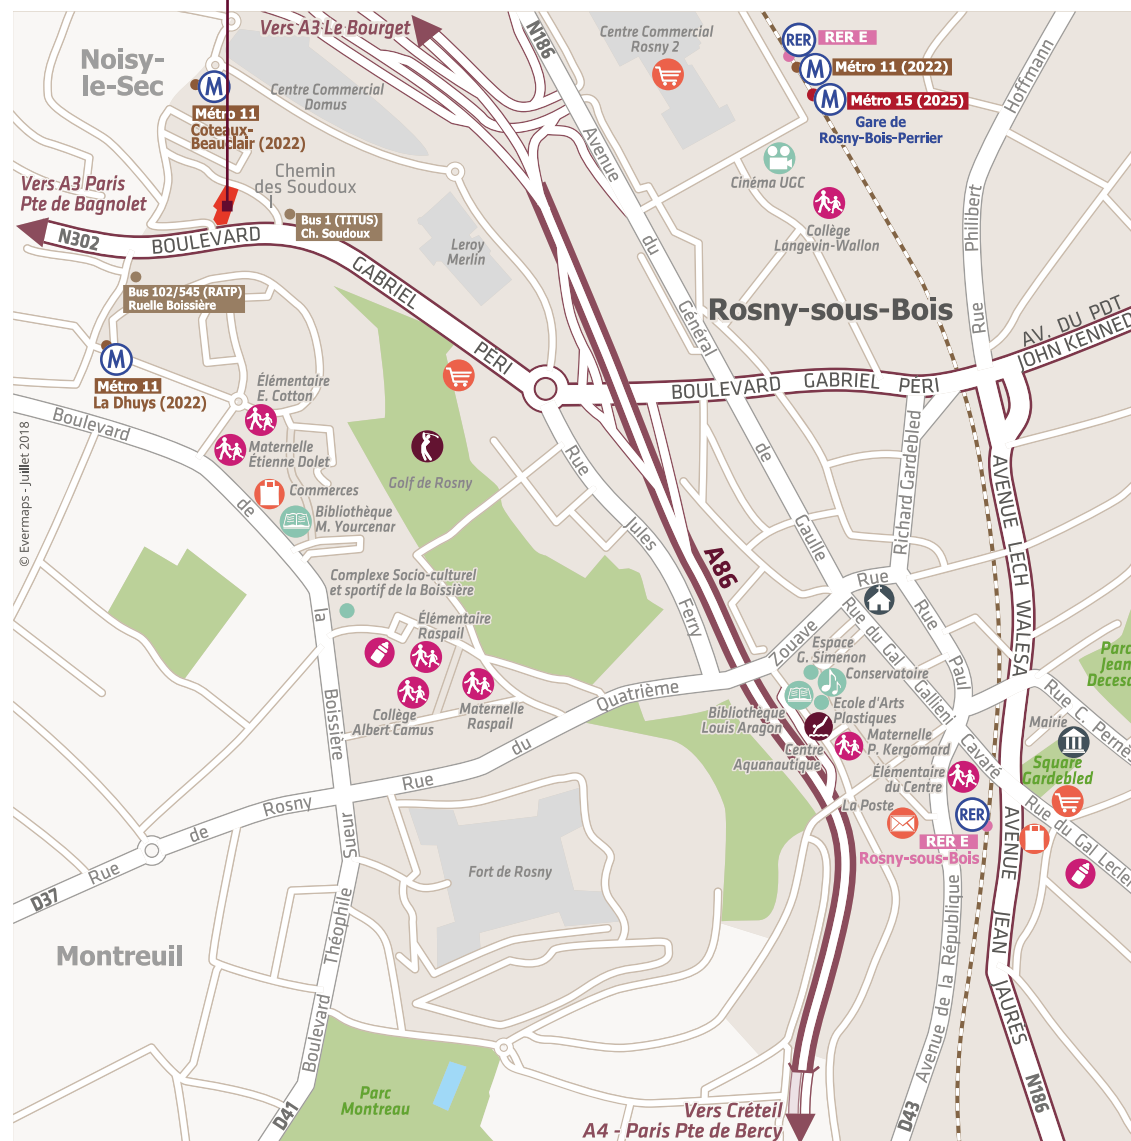 Vers A3 Le Bourget
N186
Centre Commercial
Rosny 2
RER
RER E
M
Métro 11 (2022)
M
Métro 15 (2025)
Gare de
Rosny-Bois-Perrier
Noisy-
le-Sec
M
Métro 11
Coteaux-
Beauclair (2022)
Centre Commercial
Domus
Avenue
du
Général
de
Gaulle
Rue
Philibert
Hoffmann
Cinéma UGC
Collège
Langevin-Wallon
Chemin
des Soudoux
Vers A3 Paris
Pte de Bagnolet
N302
BOULEVARD
GABRIEL
PÉRI
Bus 1 (TITUS)
Ch. Soudoux
Leroy
Merlin
Bus 102/545 (RATP)
Ruelle Boissière
Rosny-sous-Bois
AV. DU PDT
JOHN KENNED
M
Métro 11
La Dhuys (2022)
BOULEVARD GABRIEL PÉRI
Élémentaire
E. Cotton
Maternelle
Étienne Dolet
Commerces
Bibliothèque
M. Yourcenar
Golf de Rosny
Boulevard
de
la
Boissière
© Evermaps - Juillet 2018
Rue
Jules
Ferry
A86
Richard Gardebled
Rue
AVENUE LECH WALESA
Complexe Socio-culturel
et sportif de la Boissière
Élémentaire
Raspail
Collège
Albert Camus
Maternelle
Raspail
Zouave
Quatrième
du
Rue
Rue du Gal Gallieni
Rue
Paul
Cavaré
Espace
G. Simenon
Conservatoire
Ecole d'Arts
Plastiques
Bibliothèque
Louis Aragon
Centre
Aquanautique
Maternelle
P. Kergomard
Élémentaire
du Centre
La Poste
RER
RER E
Rosny-sous-Bois
Parc
Jean
Decesa
Rue C. Perna
Mairie
Square
Gardebled
Rue du Gal Lecler
AVENUE
JEAN
JAURÈS
N186
Rosny
de
Rue
D37
Fort de Rosny
Montreuil
Boulevard
Théophile
Sueur
D41
Parc
Montreau
Avenue de la République
D43
Vers Créteil
A4 - Paris Pte de Bercy